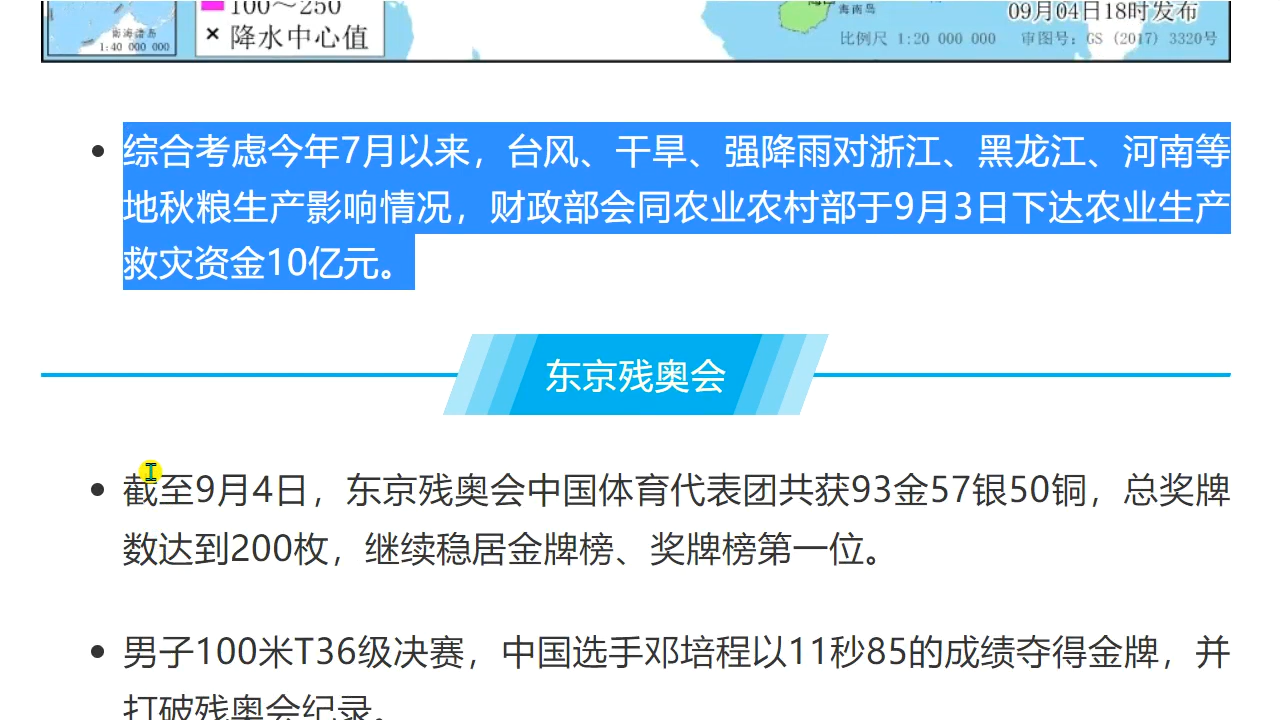 100～250
海南岛
09月04日18时发布
南海诸岛
1:40 000 000
× 降水中心值
比例尺 1:20 000 000 审图号：GS (2017) 3320号
综合考虑今年7月以来，台风、干旱、强降雨对浙江、黑龙江、河南等
地秋粮生产影响情况，财政部会同农业农村部于9月3日下达农业生产
救灾资金10亿元。
东京残奥会
截至9月4日，东京残奥会中国体育代表团共获93金57银50铜，总奖牌
数达到200枚，继续稳居金牌榜、奖牌榜第一位。
男子100米T36级决赛，中国选手邓培程以11秒85的成绩夺得金牌，并
打破残奥会纪录。